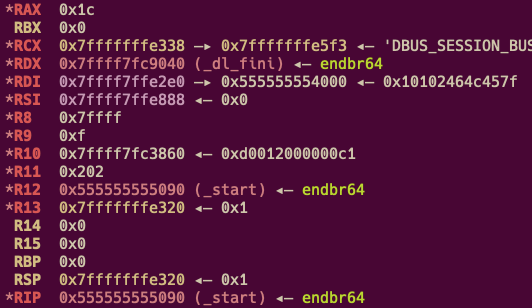 *RAX 0x1c
RBX 0x0
*RCX 0x7fffffffe338 —▸ 0x7fffffffe5f3 ◂— 'DBUS_SESSION_BUS
*RDX 0x7ffff7fc9040 (_dl_fini) ◂— endbr64
*RDI 0x7ffff7ffe2e0 —▸ 0x555555554000 ◂— 0x10102464c457f
*RSI 0x7ffff7ffe888 ◂— 0x0
*R8 0x7ffff
*R9 0xf
*R10 0x7ffff7fc3860 ◂— 0xd0012000000c1
*R11 0x202
*R12 0x555555555090 (_start) ◂— endbr64
*R13 0x7fffffffe320 ◂— 0x1
R14 0x0
R15 0x0
RBP 0x0
RSP 0x7fffffffe320 ◂— 0x1
*RIP 0x555555555090 (_start) ◂— endbr64